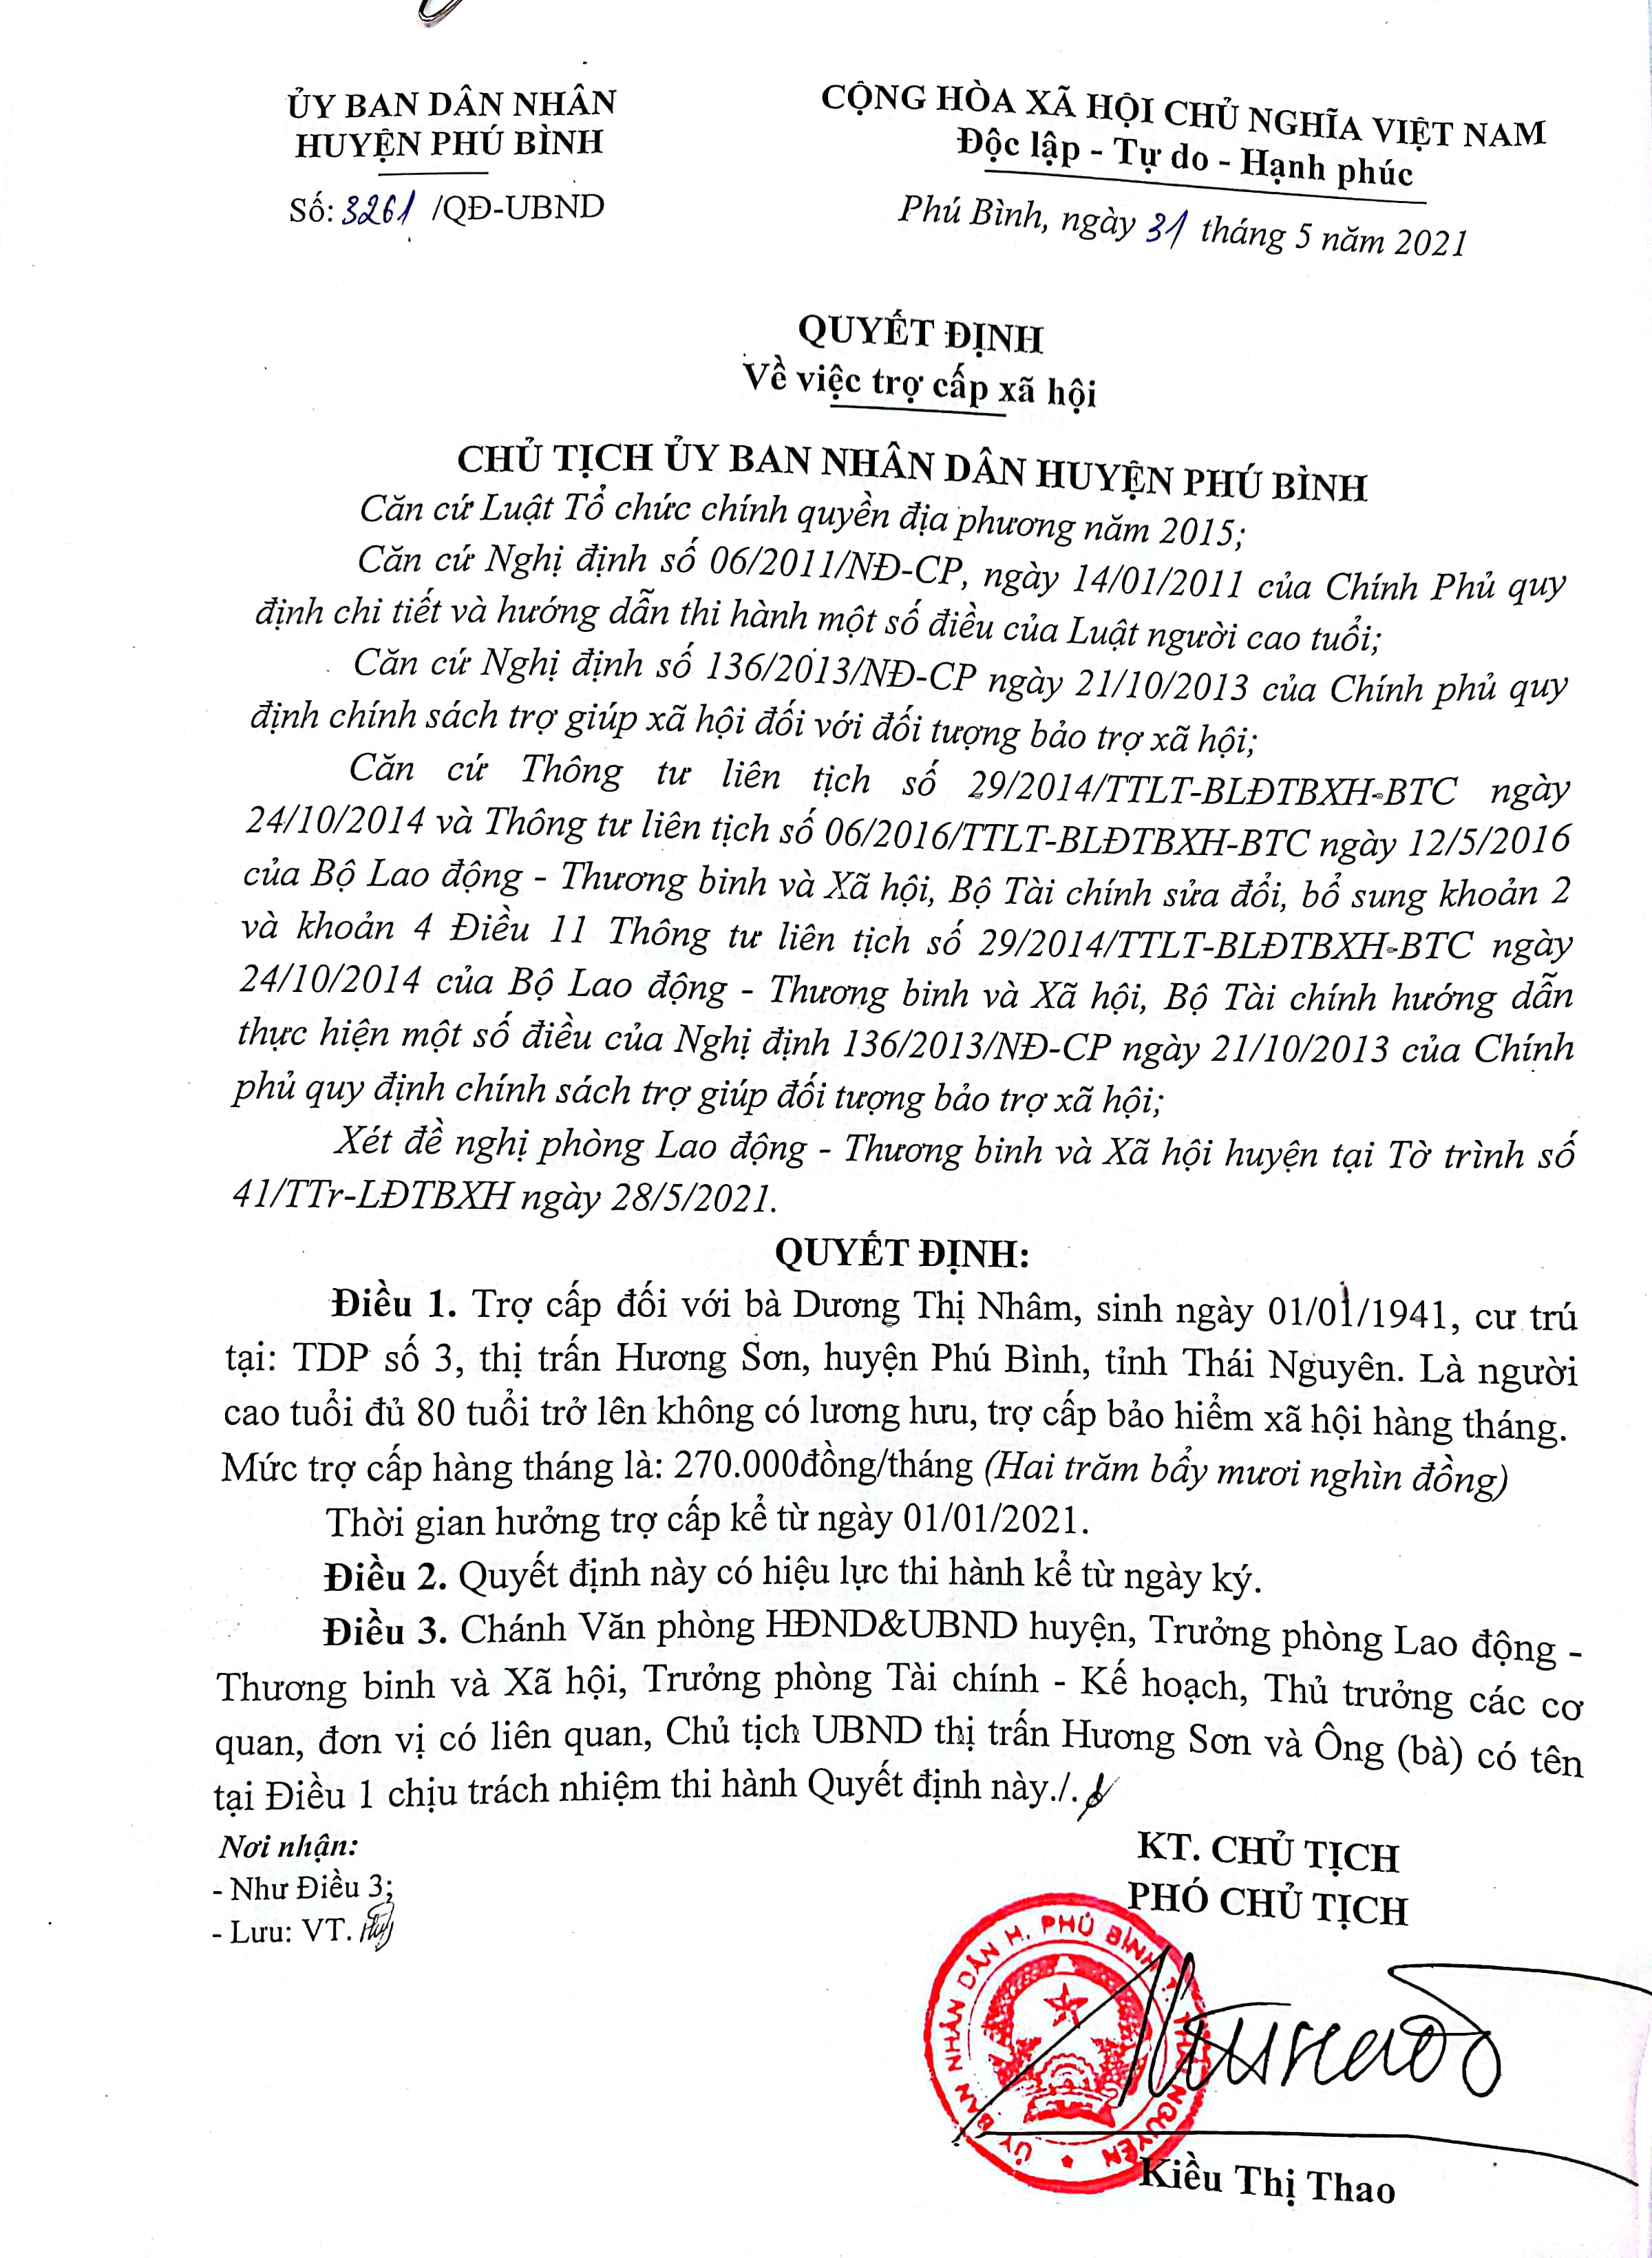 ỦY BAN DÂN NHÂN
HUYỆN PHÚ BÌNH
Số: 3261 /QĐ-UBND
CỘNG HÒA XÃ HỘI CHỦ NGHĨA VIỆT NAM
Độc lập - Tự do - Hạnh phúc
Phú Bình, ngày 31 tháng 5 năm 2021
QUYẾT ĐỊNH
Về việc trợ cấp xã hội
CHỦ TỊCH ỦY BAN NHÂN DÂN HUYỆN PHÚ BÌNH
Căn cứ Luật Tổ chức chính quyền địa phương năm 2015;
Căn cứ Nghị định số 06/2011/NĐ-CP, ngày 14/01/2011 của Chính Phủ quy
định chi tiết và hướng dẫn thi hành một số điều của Luật người cao tuổi;
Căn cứ Nghị định số 136/2013/NĐ-CP ngày 21/10/2013 của Chính phủ quy
định chính sách trợ giúp xã hội đối với đối tượng bảo trợ xã hội;
Căn cứ Thông tư liên tịch số 29/2014/TTLT-BLĐTBXH-BTC ngày
24/10/2014 và Thông tư liên tịch số 06/2016/TTLT-BLĐTBXH-BTC ngày 12/5/2016
của Bộ Lao động - Thương binh và Xã hội, Bộ Tài chính sửa đổi, bổ sung khoản 2
và khoản 4 Điều 11 Thông tư liên tịch số 29/2014/TTLT-BLĐTBXH-BTC ngày
24/10/2014 của Bộ Lao động - Thương binh và Xã hội, Bộ Tài chính hướng dẫn
thực hiện một số điều của Nghị định 136/2013/NĐ-CP ngày 21/10/2013 của Chính
phủ quy định chính sách trợ giúp đối tượng bảo trợ xã hội;
Xét đề nghị phòng Lao động - Thương binh và Xã hội huyện tại Tờ trình số
41/TTr-LĐTBXH ngày 28/5/2021.
QUYẾT ĐỊNH:
Điều 1. Trợ cấp đối với bà Dương Thị Nhâm, sinh ngày 01/01/1941, cư trú
tại: TDP số 3, thị trấn Hương Sơn, huyện Phú Bình, tỉnh Thái Nguyên. Là người
cao tuổi đủ 80 tuổi trở lên không có lương hưu, trợ cấp bảo hiểm xã hội hàng tháng.
Mức trợ cấp hàng tháng là: 270.000đồng/tháng (Hai trăm bẩy mươi nghìn đồng)
Thời gian hưởng trợ cấp kể từ ngày 01/01/2021.
Điều 2. Quyết định này có hiệu lực thi hành kể từ ngày ký.
Điều 3. Chánh Văn phòng HĐND&UBND huyện, Trưởng phòng Lao động -
Thương binh và Xã hội, Trưởng phòng Tài chính - Kế hoạch, Thủ trưởng các cơ
quan, đơn vị có liên quan, Chủ tịch UBND thị trấn Hương Sơn và Ông (bà) có tên
tại Điều 1 chịu trách nhiệm thi hành Quyết định này./.
Nơi nhận:
- Như Điều 3;
- Lưu: VT.
KT. CHỦ TỊCH
PHÓ CHỦ TỊCH
ỦY BAN NHÂN DÂN H. PHÚ BÌNH T. THÁI NGUYÊN
Kiều Thị Thao